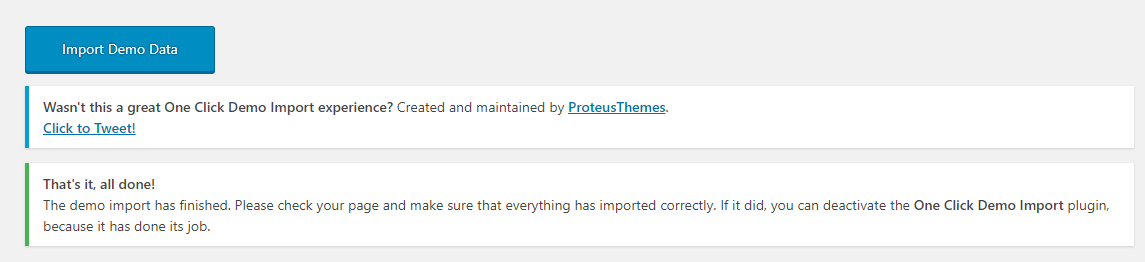 Import Demo Data
Wasn't this a great One Click Demo Import experience? Created and maintained by ProteusThemes.
Click to Tweet!
That's it, all done!
The demo import has finished. Please check your page and make sure that everything has imported correctly. If it did, you can deactivate the One Click Demo Import plugin,
because it has done its job.